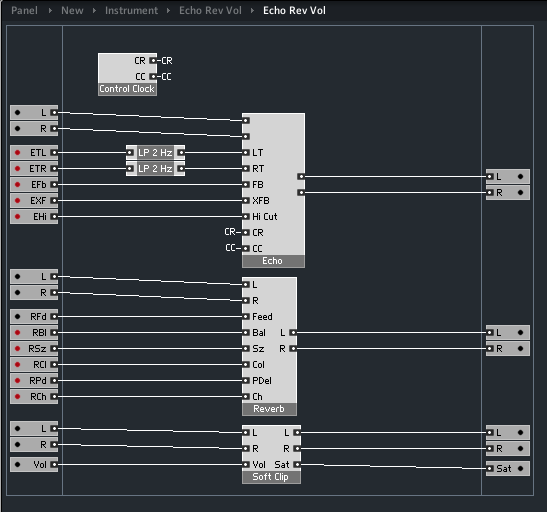 Panel › New › Instrument › Echo Rev Vol › Echo Rev Vol
CR CR
CC CC
Control Clock
L
R
ETL LP 2 Hz LT
ETR LP 2 Hz RT
EFb FB
EXF XFB
EHi Hi Cut
CR CR
CC CC
Echo
L
R
L L
R R
RFd Feed
RBl Bal L L
RSz Sz R R
RCl Col
RPd PDel
RCh Ch
Reverb
L L L L
R R R R
Vol Vol Sat Sat
Soft Clip